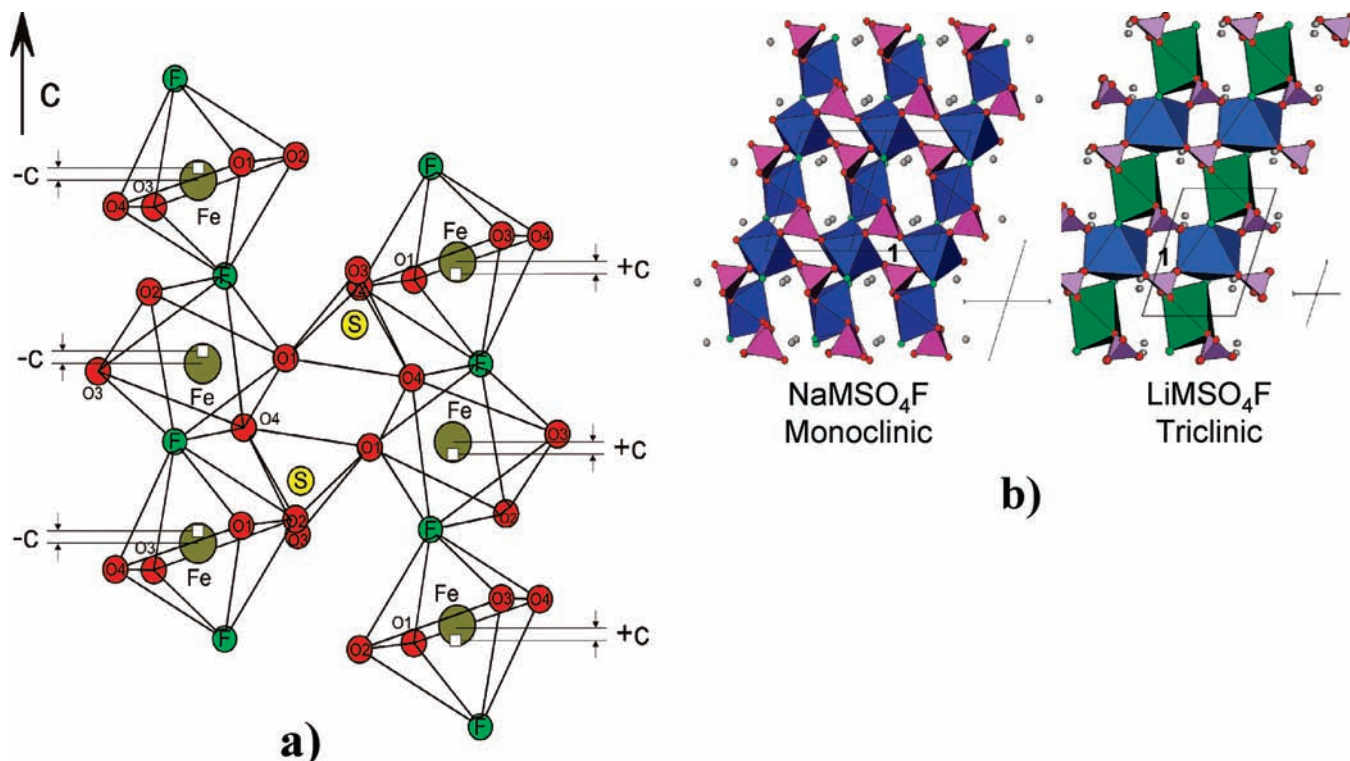 C
F
O1
O2
-C
O3
O4
Fe
F
F
O3
O4
Fe
O1
+C
O3
O4
S
O2
-C
O3
Fe
O1
F
O4
Fe
O3
+C
O4
F
O1
S
O2
F
O2
O3
-C
O1
O3
O4
Fe
Fe
O3
O4
+C
O1
O2
F
F
a)
1
NaMSO4F
Monoclinic
1
LiMSO4F
Triclinic
b)